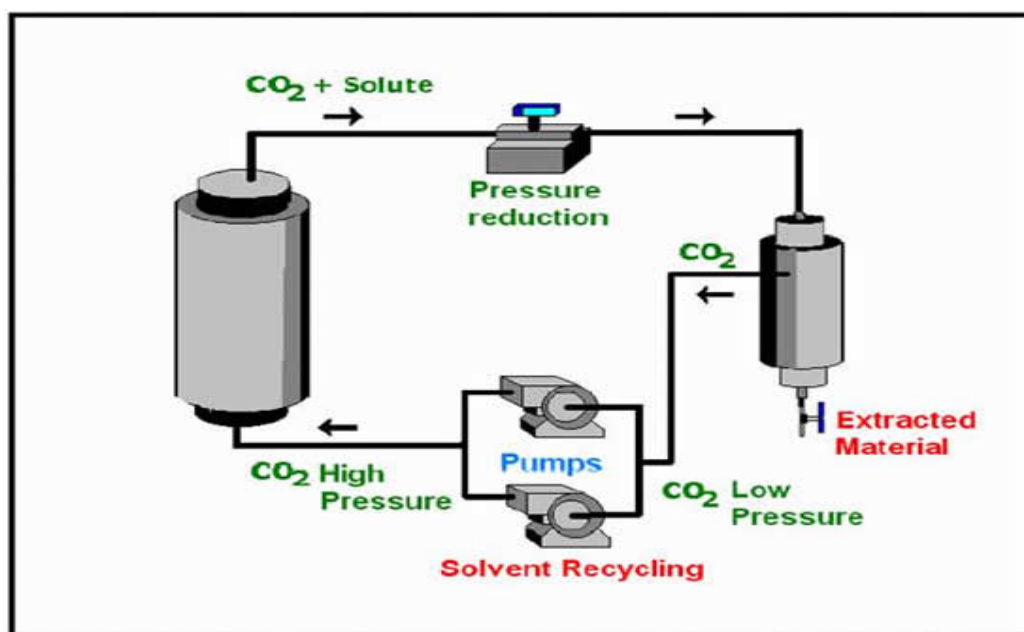 CO2 + Solute
Pressure
reduction
CO2
Extracted
Material
Pumps
CO2 High
Pressure
CO2 Low
Pressure
Solvent Recycling